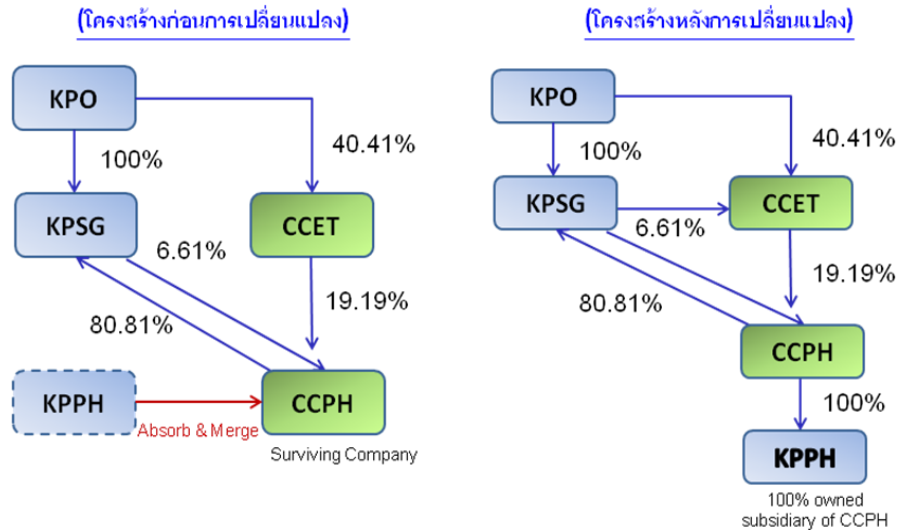 (โครงสร้างก่อนการเปลี่ยนแปลง)
KPO
40.41%
100%
KPSG
CCET
6.61%
19.19%
80.81%
KPPH
CCPH
Absorb & Merge
Surviving Company
(โครงสร้างหลังการเปลี่ยนแปลง)
KPO
40.41%
100%
KPSG
CCET
6.61%
19.19%
80.81%
CCPH
100%
KPPH
100% owned
subsidiary of CCPH